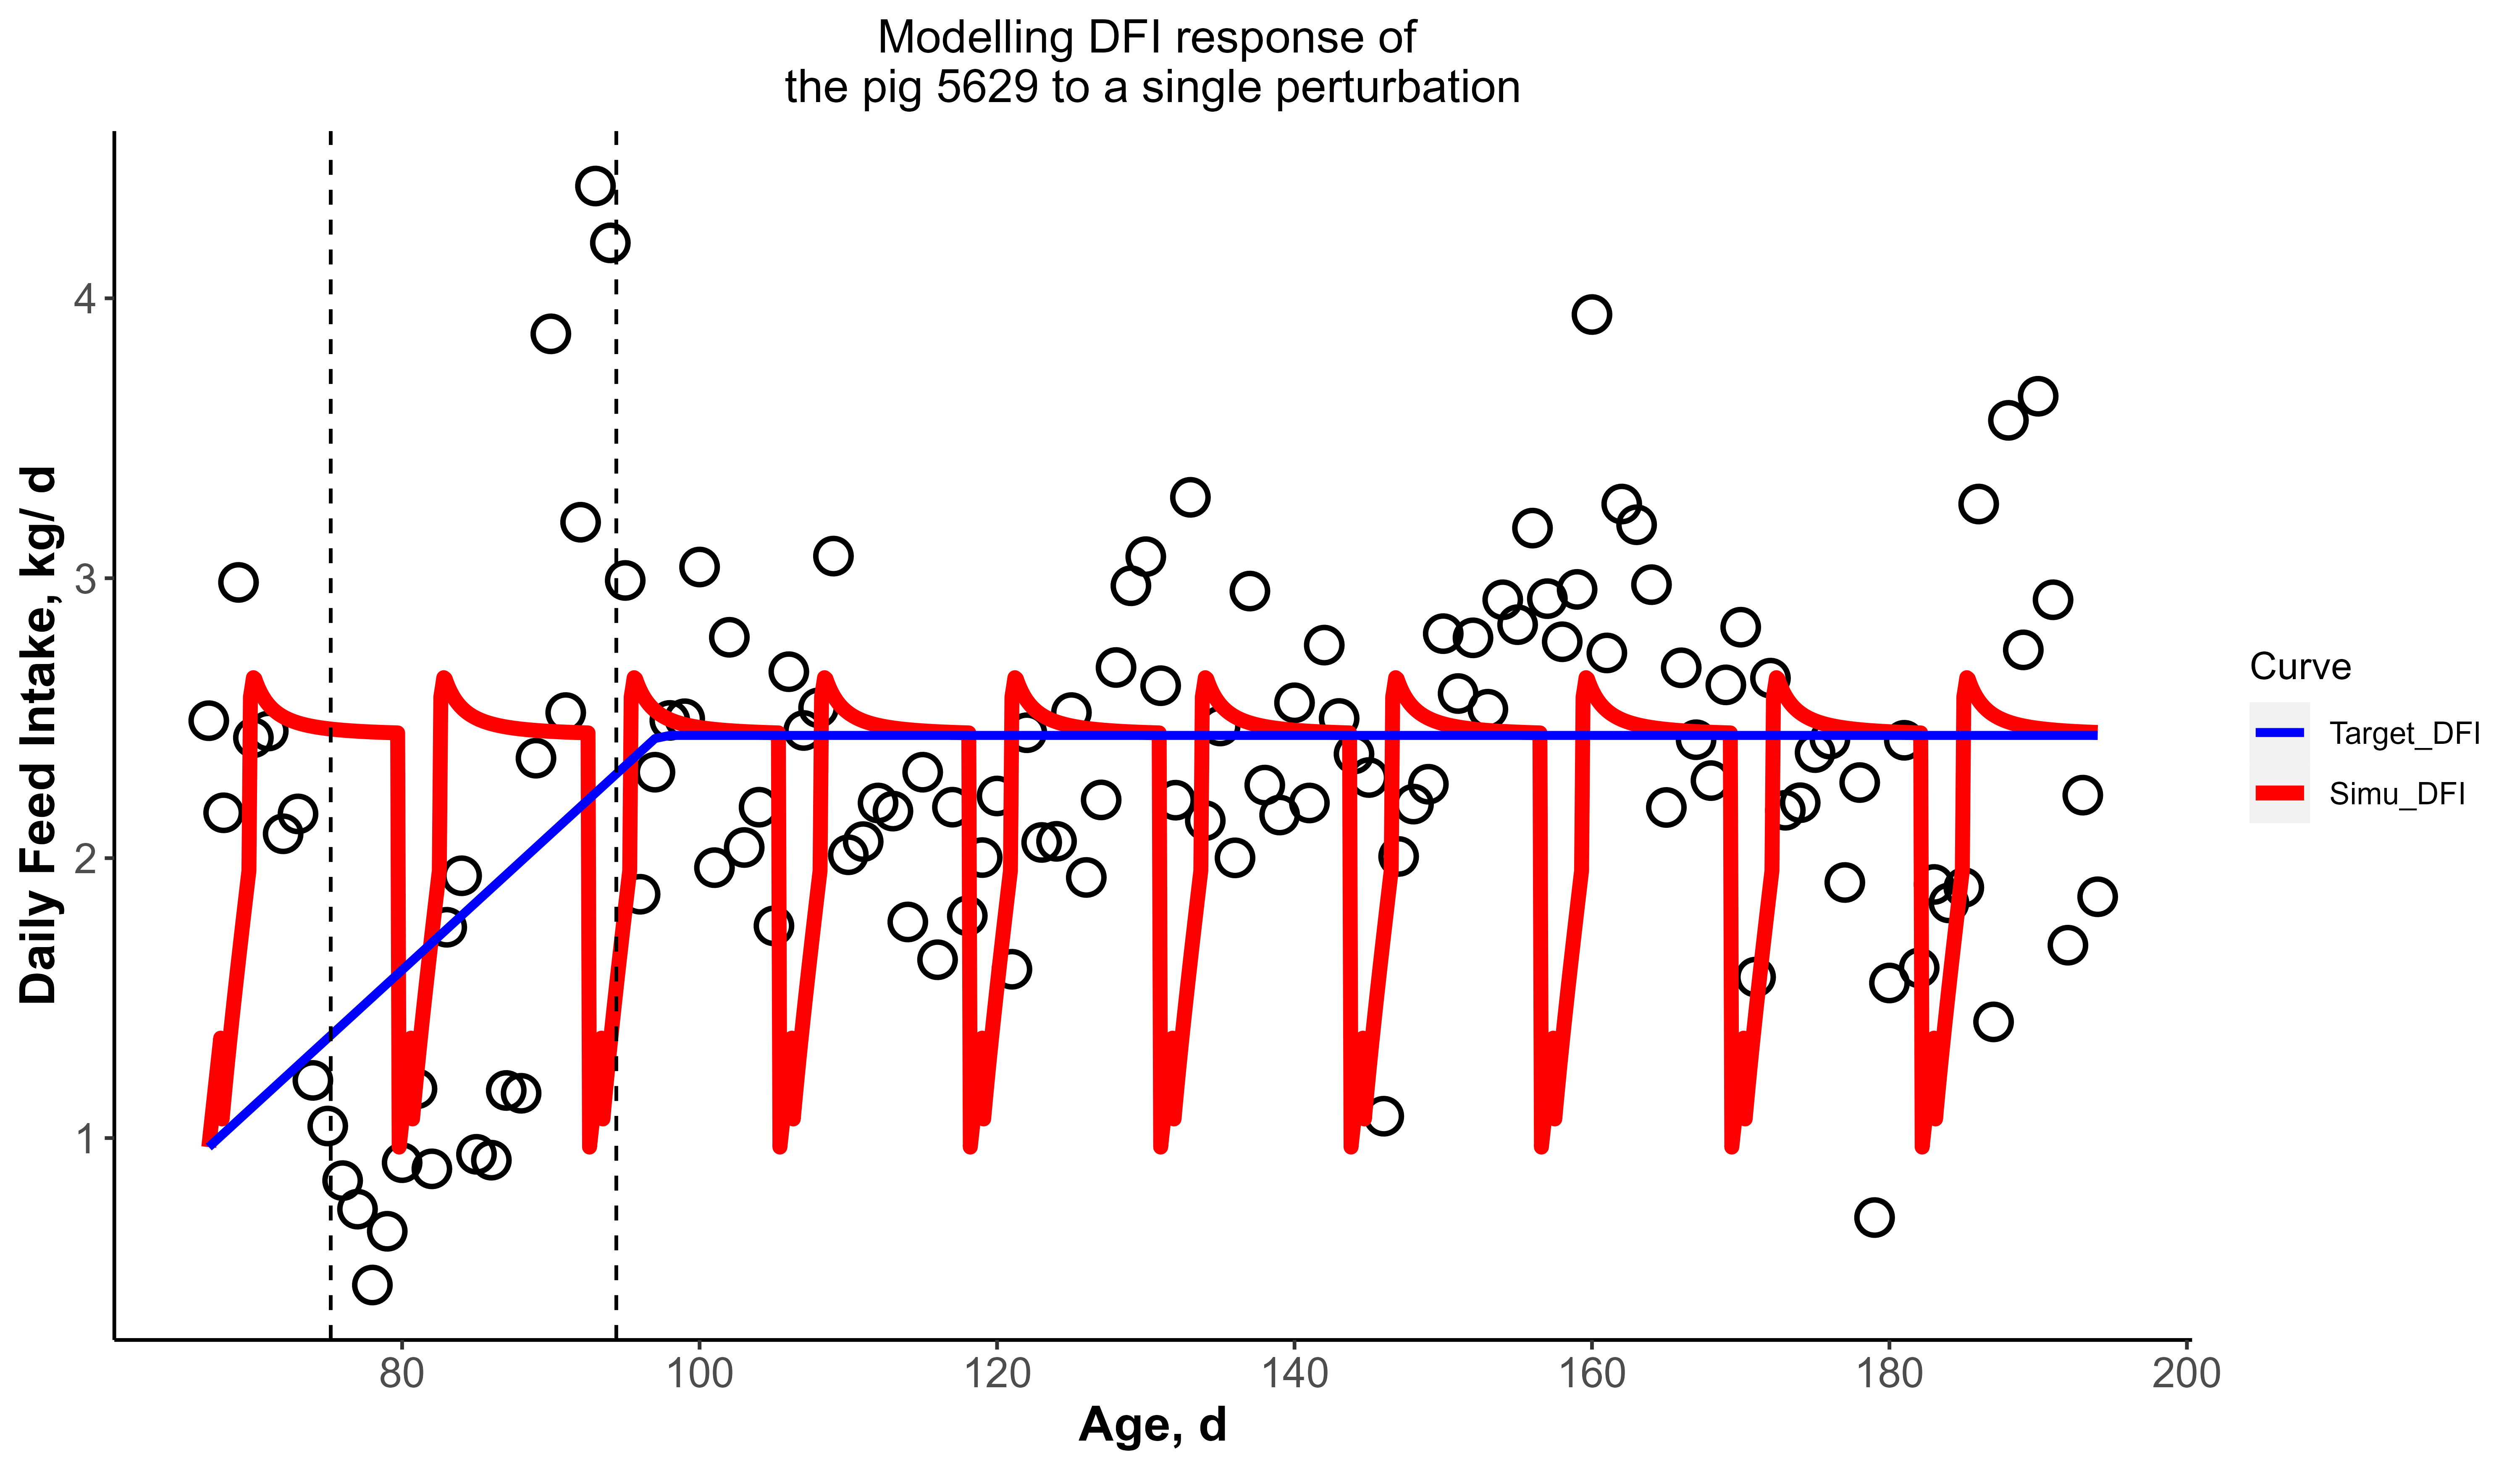 Modelling DFI response of
the pig 5629 to a single perturbation
Daily Feed Intake, kg/ d
4
3
2
1
80 100 120 140 160 180 200
Age, d
Curve
Target_DFI
Simu_DFI